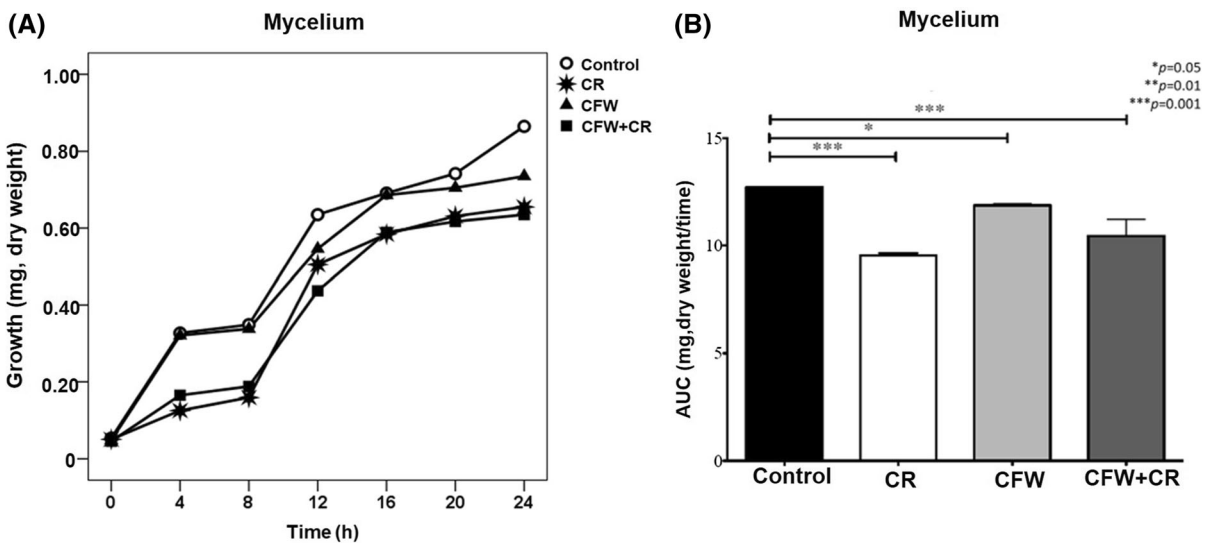 (A)
Mycelium
Growth (mg, dry weight)
1.00
0.80
0.60
0.40
0.20
0
0 4 8 12 16 20 24
Time (h)
Control
CR
CFW
CFW+CR
(B)
Mycelium
*p=0.05
**p=0.01
***p=0.001
***
*
***
AUC (mg,dry weight/time)
15
10
5
0
Control CR CFW CFW+CR